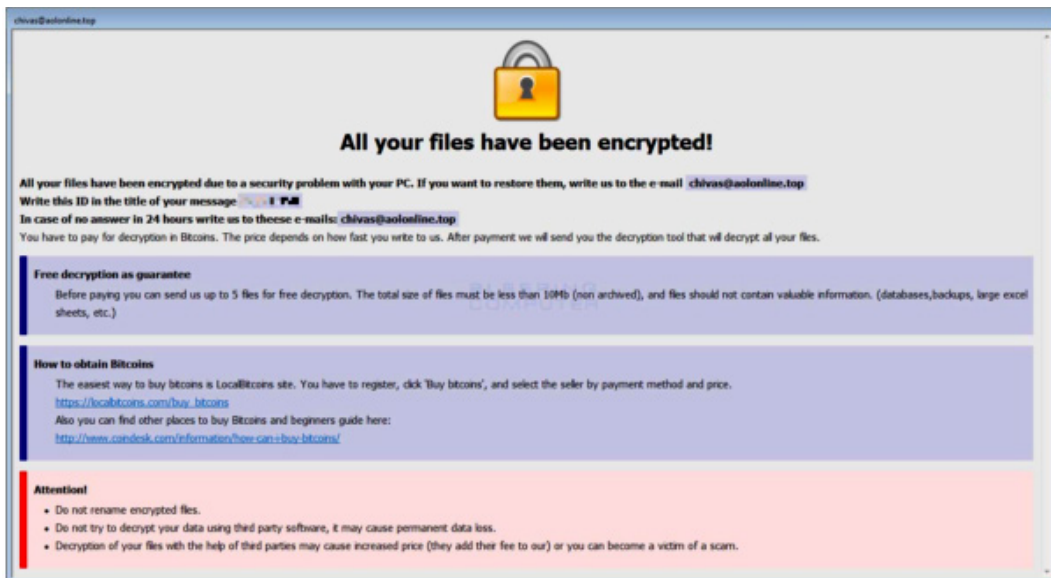 chivas@aolonline.top
All your files have been encrypted!
All your files have been encrypted due to a security problem with your PC. If you want to restore them, write us to the e-mail chivas@aolonline.top
Write this ID in the title of your message
In case of no answer in 24 hours write us to theese e-mails: chivas@aolonline.top
You have to pay for decryption in Bitcoins. The price depends on how fast you write to us. After payment we will send you the decryption tool that will decrypt all your files.
Free decryption as guarantee
Before paying you can send us up to 5 files for free decryption. The total size of files must be less than 10Mb (non archived), and files should not contain valuable information. (databases,backups, large excel
sheets, etc.)
BLEEPING
COMPUTER
How to obtain Bitcoins
The easiest way to buy bitcoins is LocalBitcoins site. You have to register, click 'Buy bitcoins', and select the seller by payment method and price.
https://localbitcoins.com/buy_bitcoins
Also you can find other places to buy Bitcoins and beginners guide here:
http://www.coindesk.com/information/how-can-i-buy-bitcoins/
Attention!
• Do not rename encrypted files.
• Do not try to decrypt your data using third party software, it may cause permanent data loss.
• Decryption of your files with the help of third parties may cause increased price (they add their fee to our) or you can become a victim of a scam.